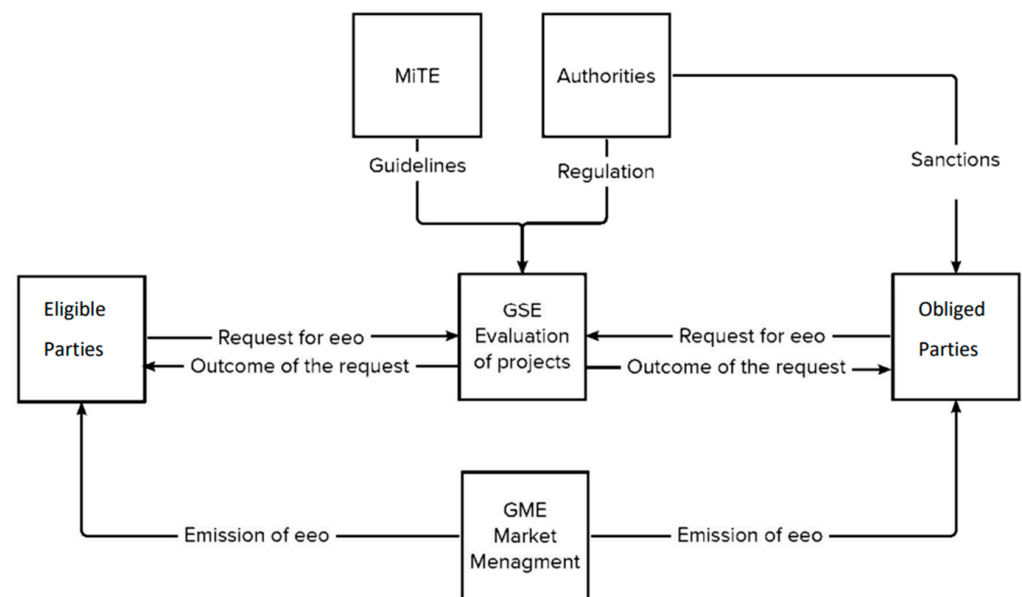 MiTE
Authorities
Guidelines
Regulation
Sanctions
Eligible
Parties
GSE
Evaluation
of projects
Obliged
Parties
Request for eeo
Request for eeo
Outcome of the request
Outcome of the request
GME
Market
Menagment
Emission of eeo
Emission of eeo